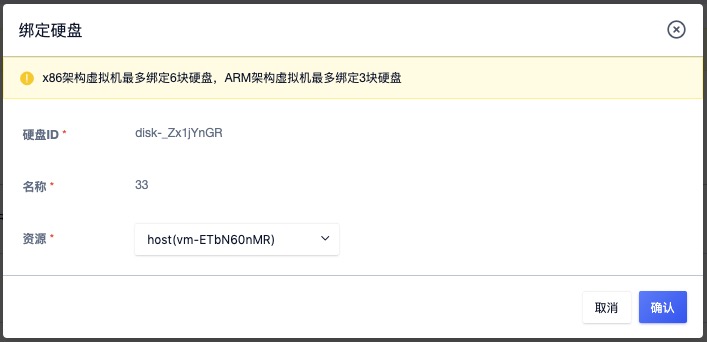 绑定硬盘
x86架构虚拟机最多绑定6块硬盘，ARM架构虚拟机最多绑定3块硬盘
硬盘ID *
disk-_Zx1jYnGR
名称 *
33
资源 *
host(vm-ETbN60nMR)
取消
确认